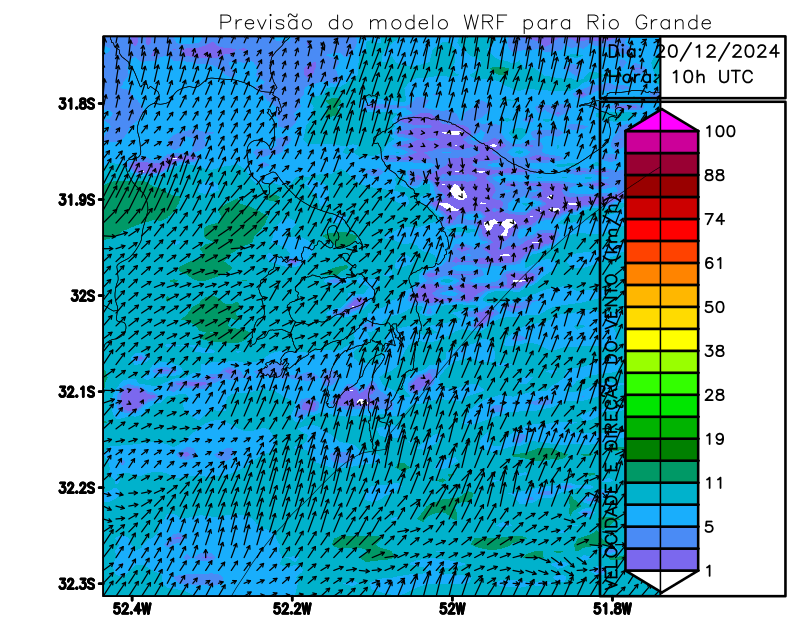 Previsão do modelo WRF para Rio Grande
Dia: 20/12/2024
Hora: 10h UTC
31.8S
31.9S
32S
32.1S
32.2S
32.3S
52.4W
52.2W
52W
51.8W
VELOCIDADE E DIREÇÃO DO VENTO (km/h)
100
88
74
61
50
38
28
19
11
5
1